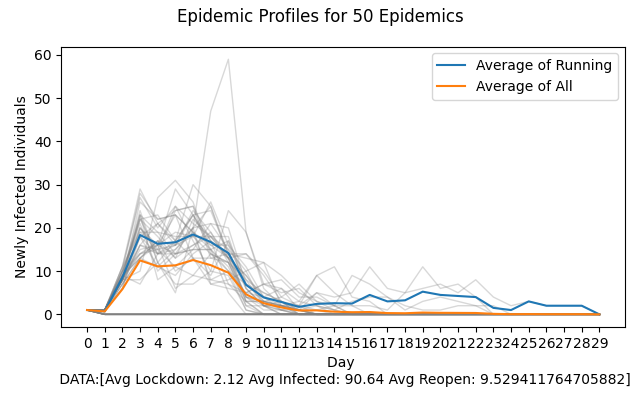 Epidemic Profiles for 50 Epidemics
60
50
40
30
20
10
0
Newly Infected Individuals
Average of Running
Average of All
0 1 2 3 4 5 6 7 8 9 10 11 12 13 14 15 16 17 18 19 20 21 22 23 24 25 26 27 28 29
Day
DATA:[Avg Lockdown: 2.12 Avg Infected: 90.64 Avg Reopen: 9.529411764705882]